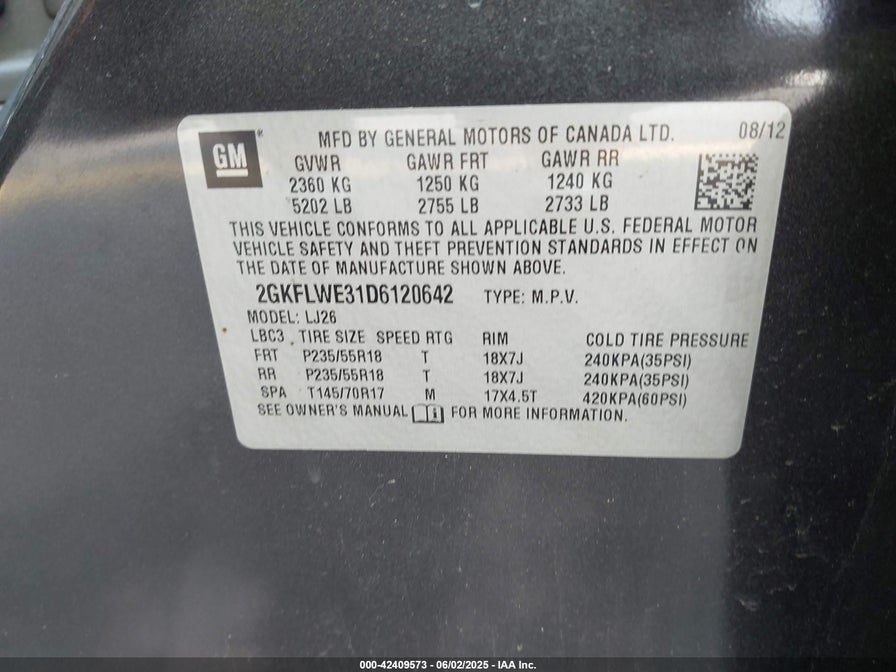 GM®
MFD BY GENERAL MOTORS OF CANADA LTD. 08/12
GVWR GAWR FRT GAWR RR
2360 KG 1250 KG 1240 KG
5202 LB 2755 LB 2733 LB
THIS VEHICLE CONFORMS TO ALL APPLICABLE U.S. FEDERAL MOTOR
VEHICLE SAFETY AND THEFT PREVENTION STANDARDS IN EFFECT ON
THE DATE OF MANUFACTURE SHOWN ABOVE.
2GKFLWE31D6120642 TYPE: M.P.V.
MODEL: LJ26
LBC3 TIRE SIZE SPEED RTG RIM COLD TIRE PRESSURE
FRT P235/55R18 T 18X7J 240KPA(35PSI)
RR P235/55R18 T 18X7J 240KPA(35PSI)
SPA T145/70R17 M 17X4.5T 420KPA(60PSI)
SEE OWNER'S MANUAL FOR MORE INFORMATION.
000-42409573 - 06/02/2025 - IAA Inc.